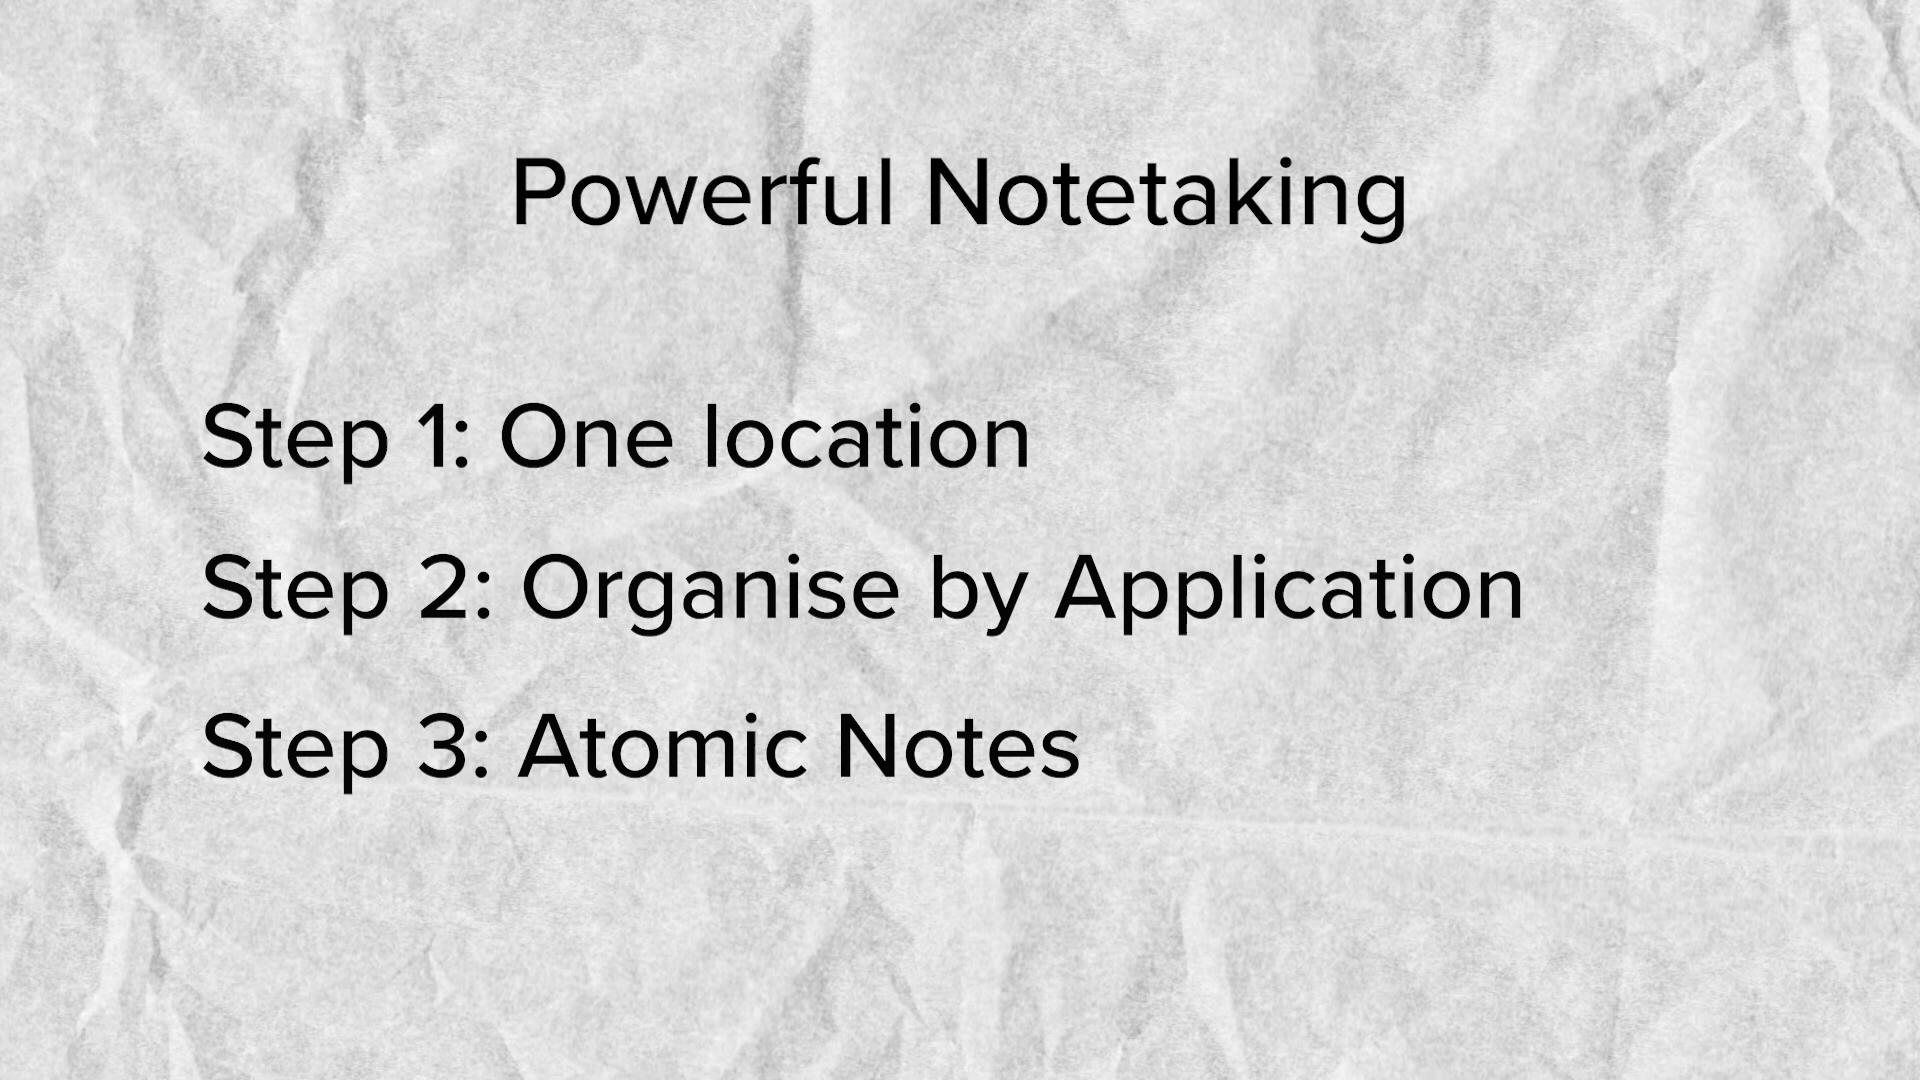 Powerful Notetaking
Step 1: One location
Step 2: Organise by Application
Step 3: Atomic Notes